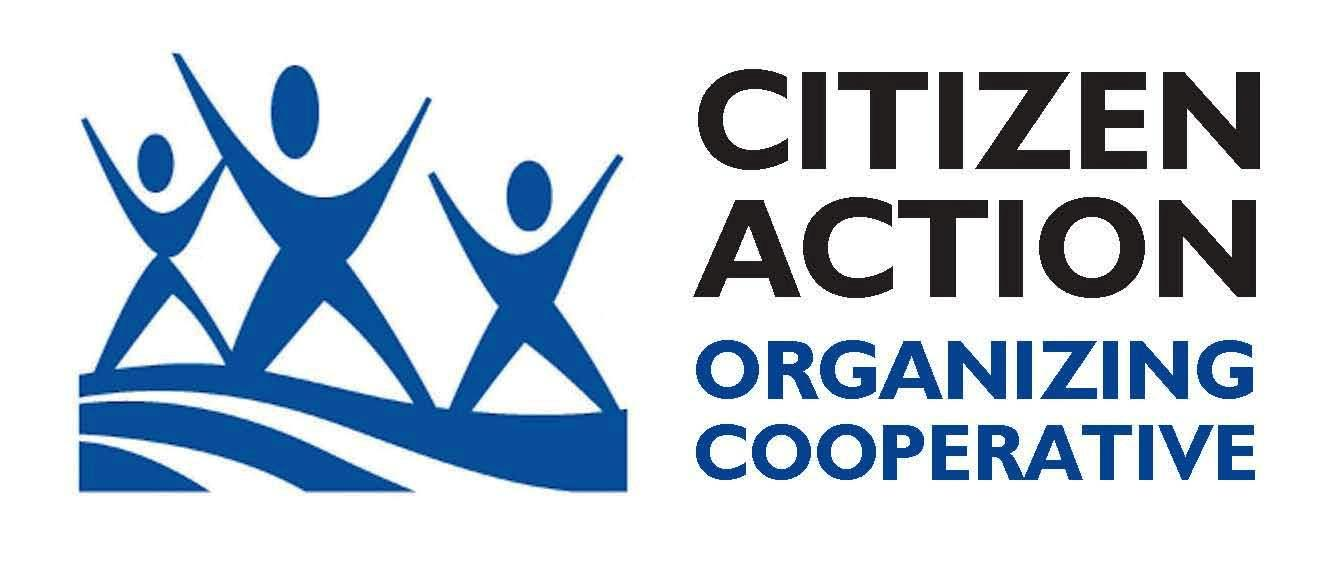 CITIZEN
ACTION
ORGANIZING
COOPERATIVE